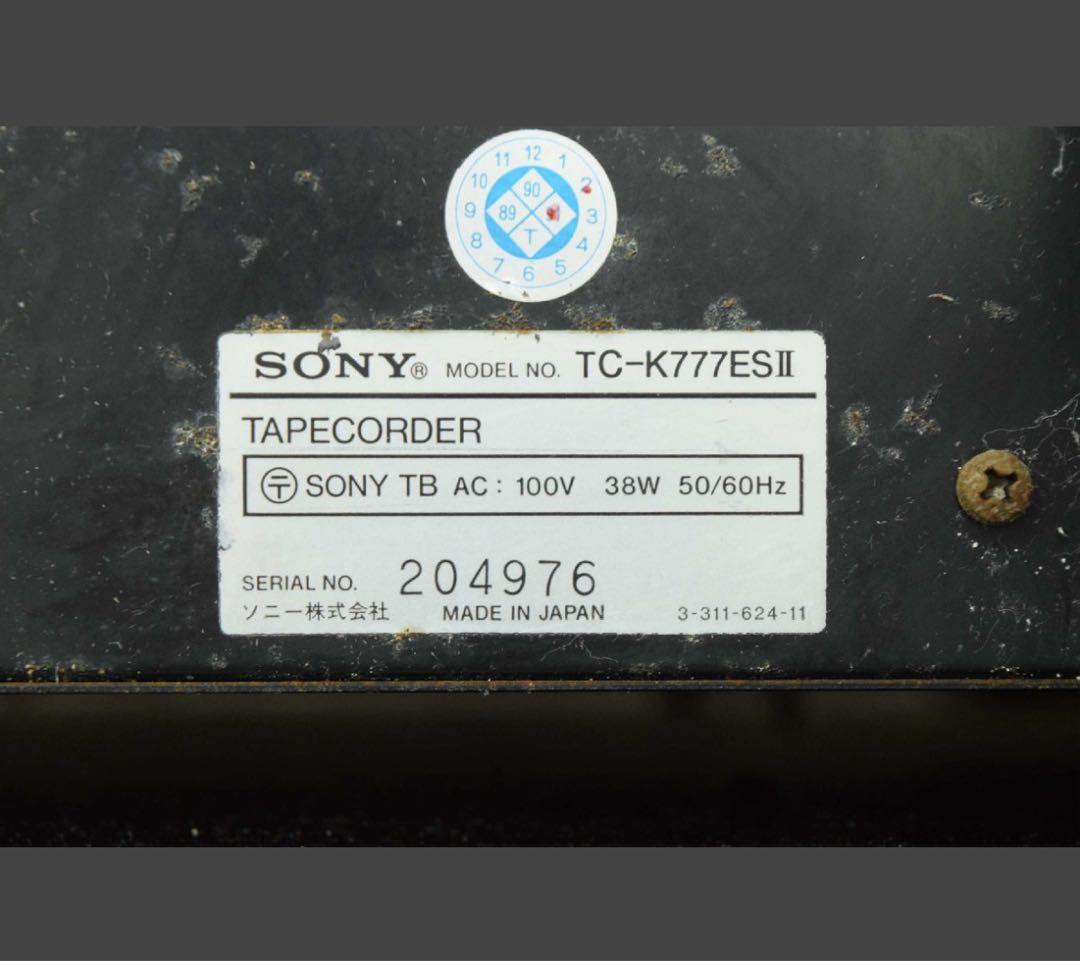 12
1
2
3
4
5
6
7
8
9
10
11
90
89
T
SONY® MODEL NO. TC-K777ESⅡ
TAPECORDER
〶 SONY TB AC : 100V 38W 50/60Hz
SERIAL NO. 204976
ソニー株式会社 MADE IN JAPAN 3-311-624-11